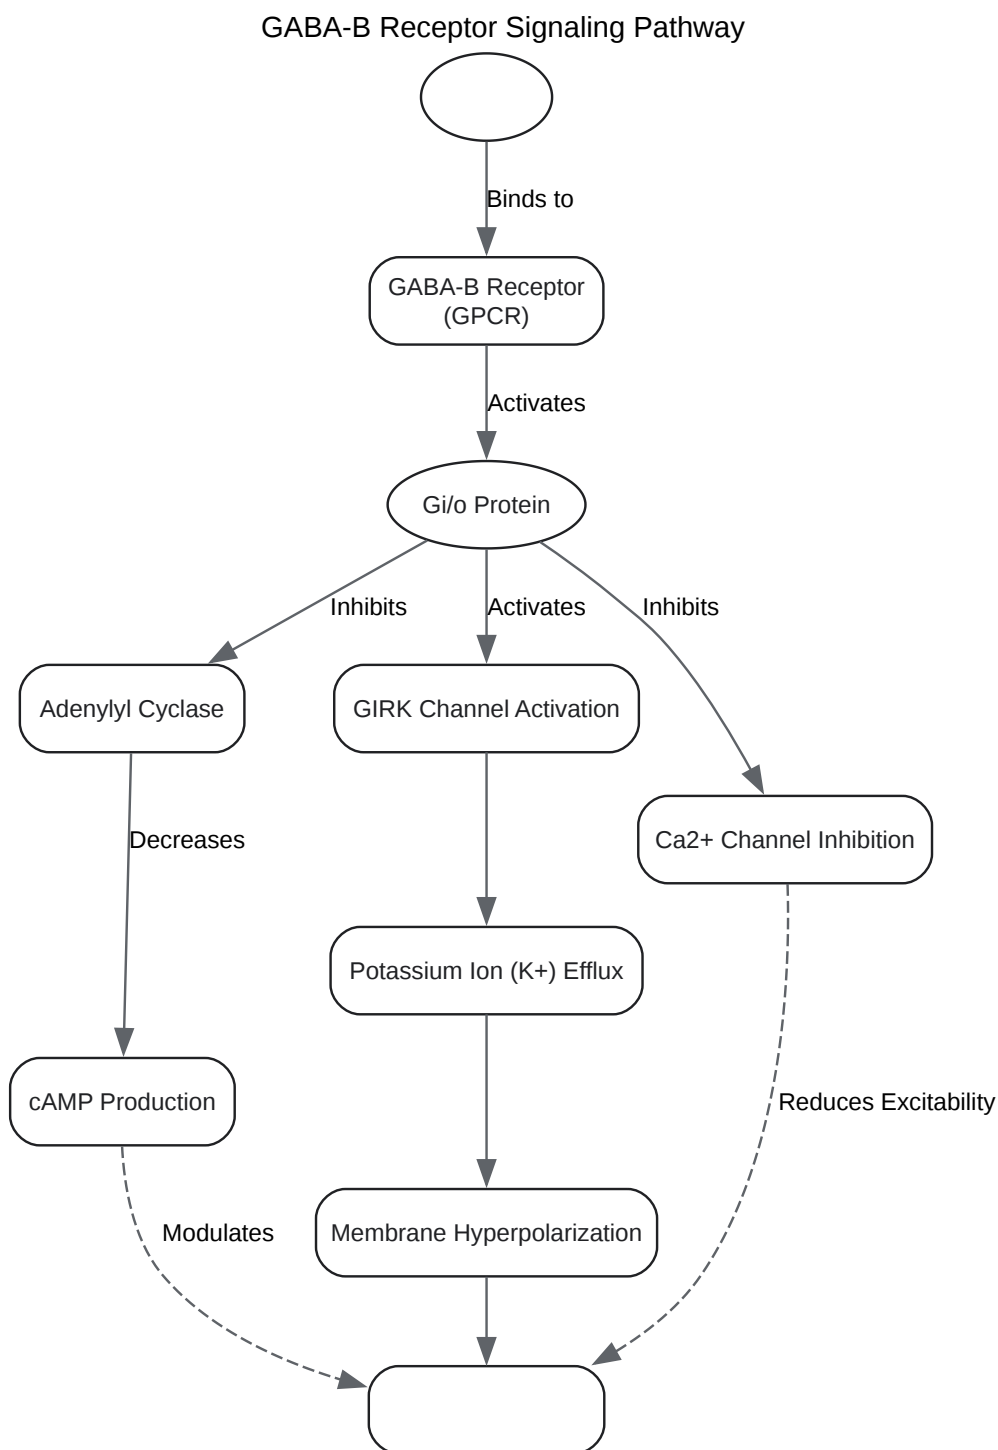 GABA-B Receptor Signaling Pathway
Binds to
GABA-B Receptor
(GPCR)
Activates
Gi/o Protein
Inhibits
Activates
Inhibits
Adenylyl Cyclase
GIRK Channel Activation
Decreases
Ca2+ Channel Inhibition
Potassium Ion (K+) Efflux
cAMP Production
Reduces Excitability
Modulates
Membrane Hyperpolarization